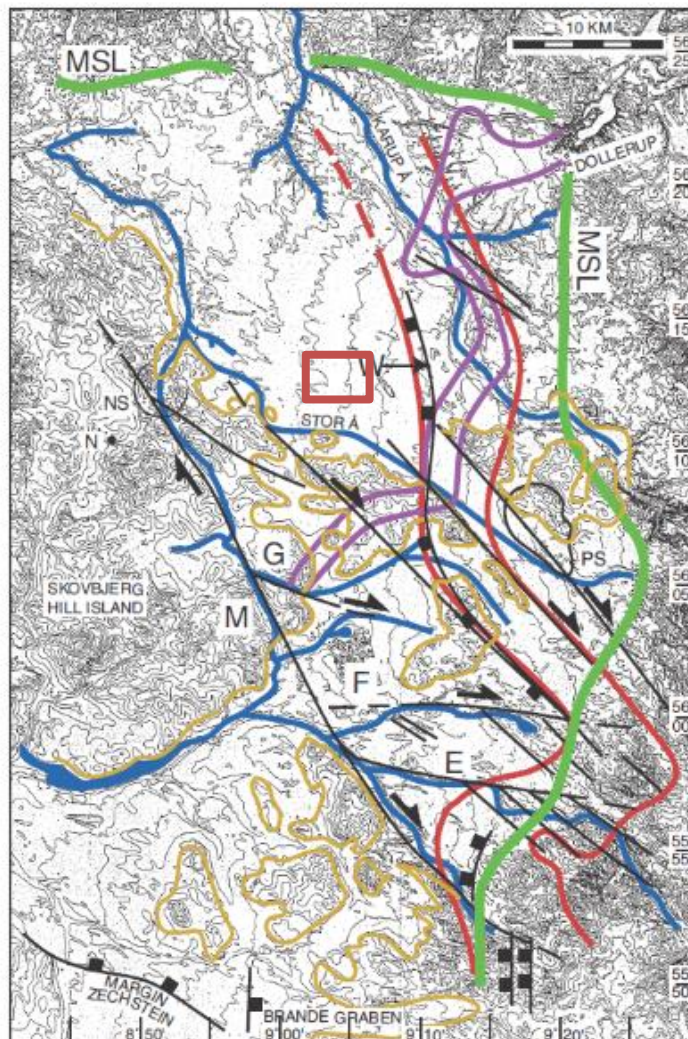 10 KM
MSL
56
25
KARUP Å
DOLLERUP
56
20
MSL
56
15
NS
STOR Å
N
56
10
G
PS
SKOVBJERG
HILL ISLAND
M
56
05
F
56
00
E
55
55
MARGIN
ZECHSTEIN
BRANDE GRABEN
55
50
8°50'
9°00'
9°10'
9°20'